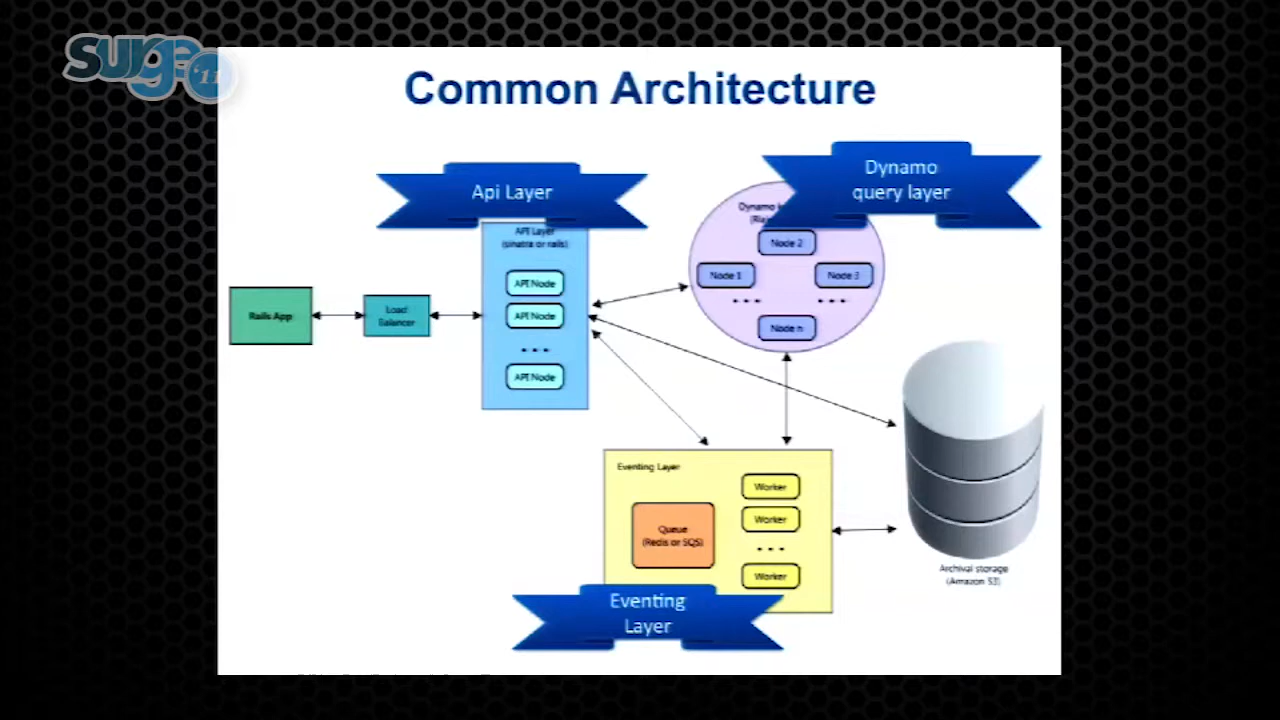 surge '11
Common Architecture
Api Layer
Dynamo
query layer
API Layer
(sinatra or rails)
API Node
API Node
• • •
API Node
Rails App
Load
Balancer
Dynamo
Node 2
Node 1
Node 3
• • • •
• • • •
Node n
Eventing Layer
Queue
(Redis or SQS)
Worker
Worker
• • •
Worker
Eventing
Layer
Archival storage
(Amazon S3)